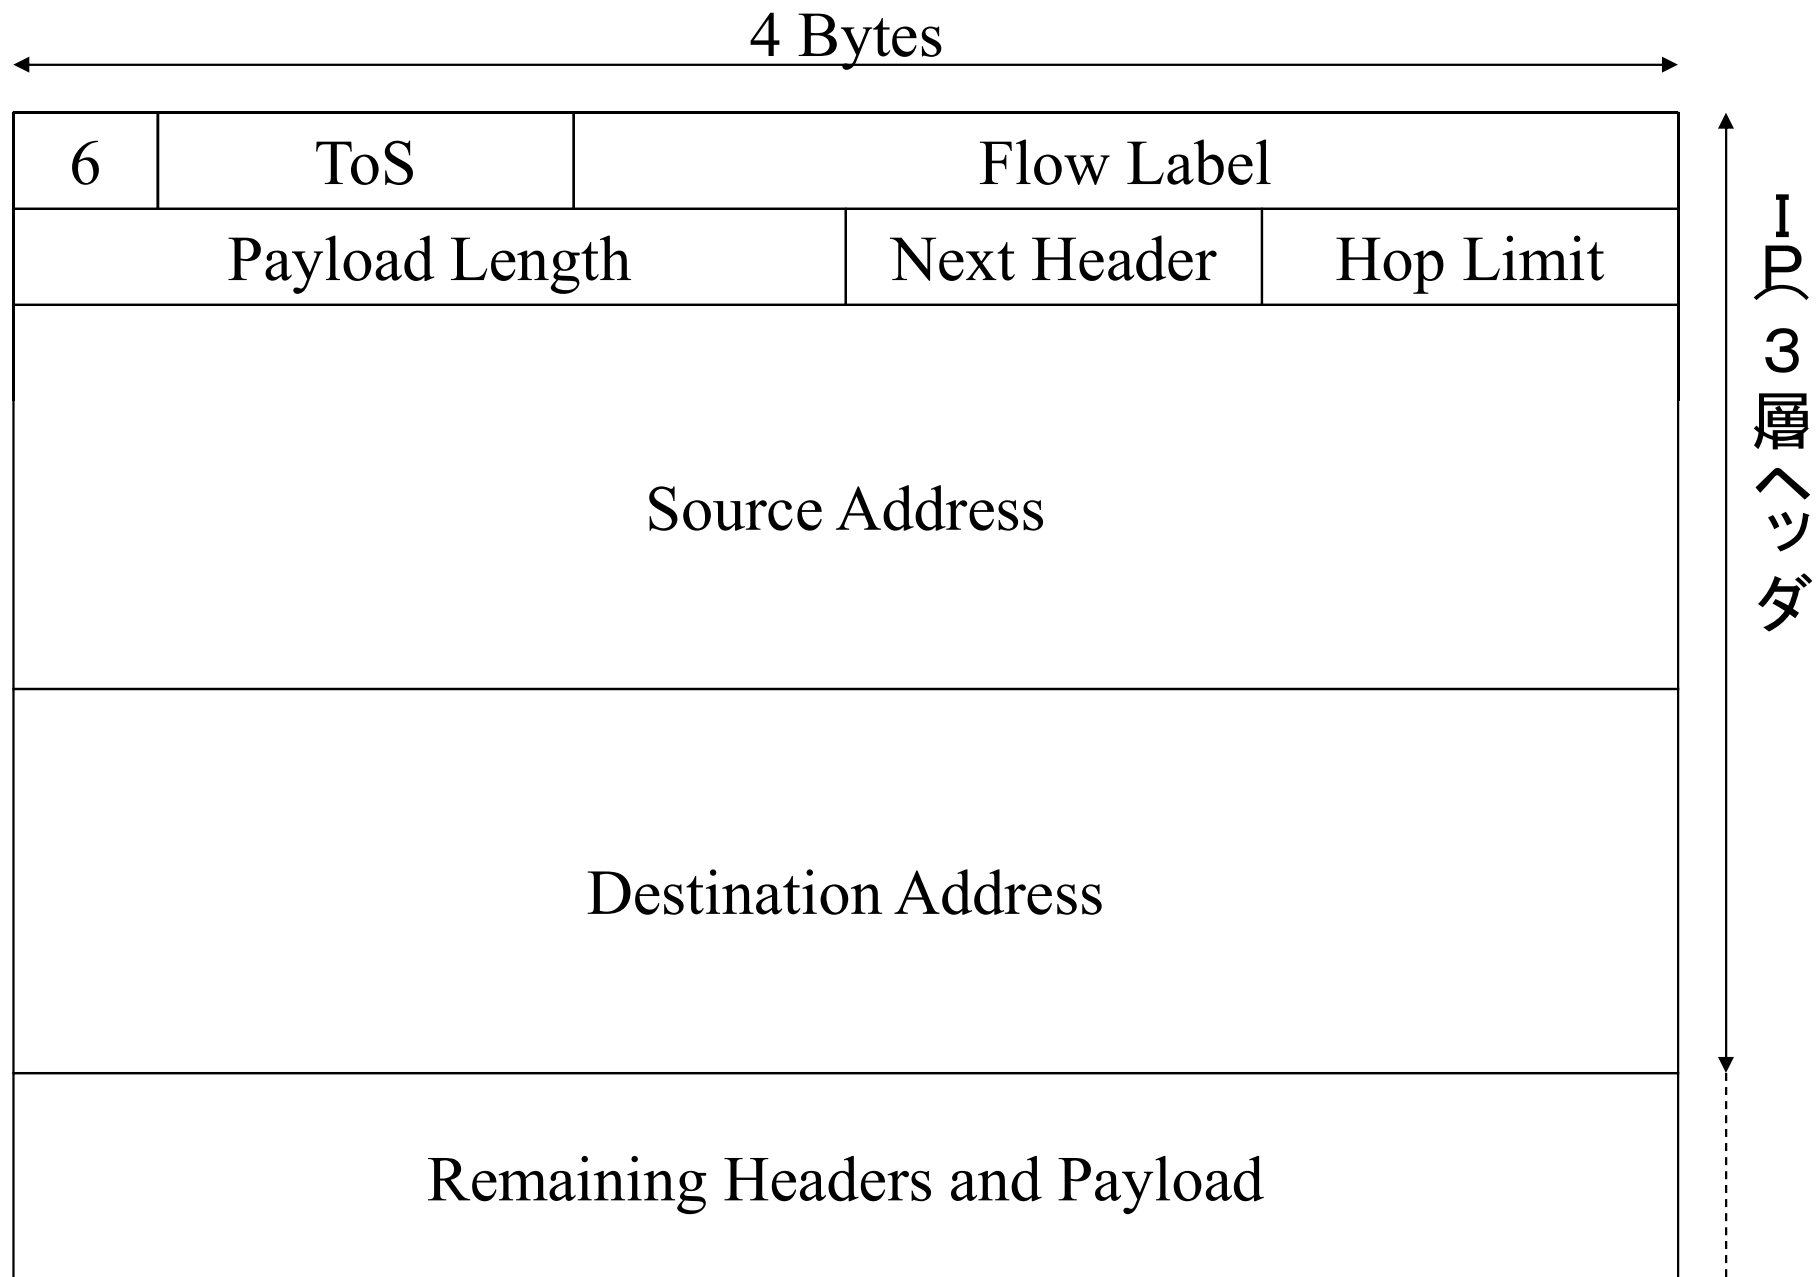 4 Bytes
6 ToS Flow Label
Payload Length Next Header Hop Limit
Source Address
Destination Address
Remaining Headers and Payload
IP(3層)ヘッダ